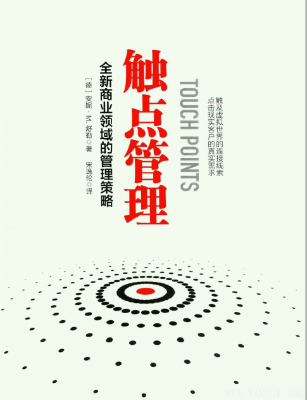 触及虚拟世界的连接线索
点击现实客户的真实需求
TOUCH POINTS
触点管理
全新商业领域的管理策略
[德]安妮·M.舒勒 著
宋逸伦 译